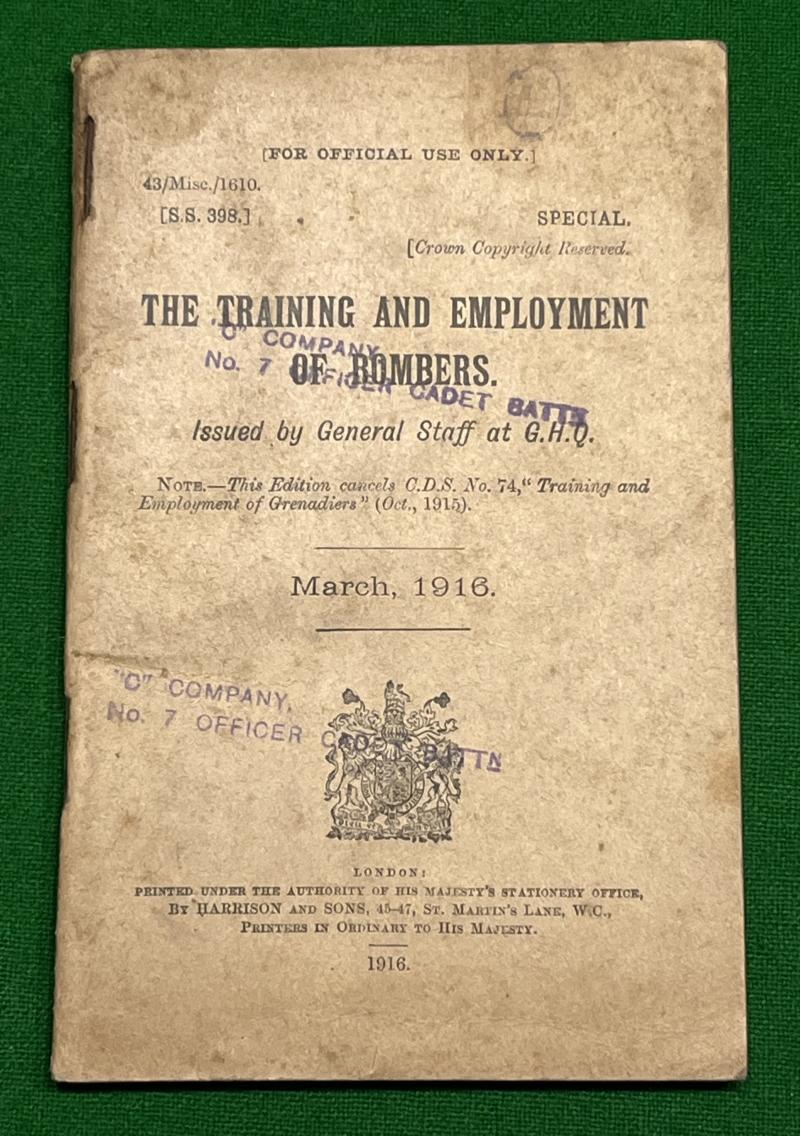 [FOR OFFICIAL USE ONLY.]
43/Misc./1610.
[S.S. 398.]
SPECIAL.
[Crown Copyright Reserved.
THE TRAINING AND EMPLOYMENT
OF BOMBERS.
"C" COMPANY
No. 7 OFFICER CADET BATTN
Issued by General Staff at G.H.Q.
NOTE.—This Edition cancels C.D.S. No. 74, "Training and
Employment of Grenadiers" (Oct., 1915).
March, 1916.
"C" COMPANY,
No. 7 OFFICER CADET BATTN
LONDON:
PRINTED UNDER THE AUTHORITY OF HIS MAJESTY'S STATIONERY OFFICE,
BY HARRISON AND SONS, 45-47, ST. MARTIN'S LANE, W.C.,
PRINTERS IN ORDINARY TO HIS MAJESTY.
1916.